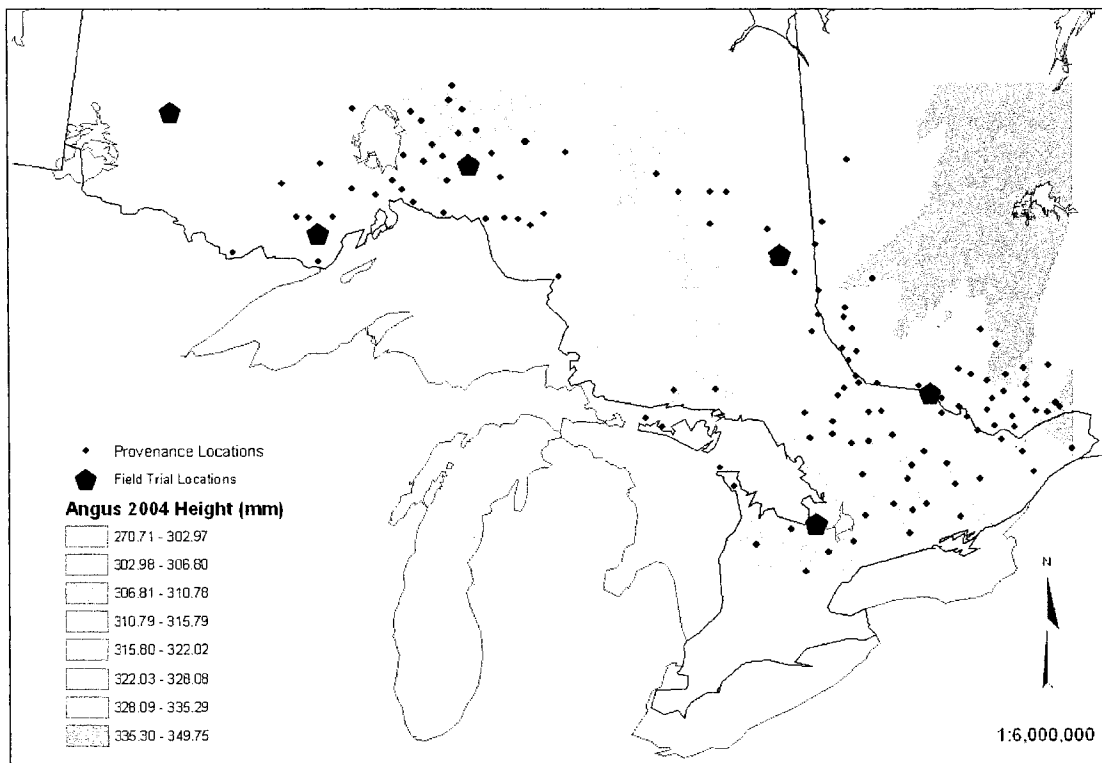 Provenance Locations
Field Trial Locations
Angus 2004 Height (mm)
270.71 - 302.97
302.98 - 306.80
306.81 - 310.78
310.79 - 315.79
315.80 - 322.02
322.03 - 328.08
328.09 - 335.29
335.30 - 349.75
N
1:6,000,000